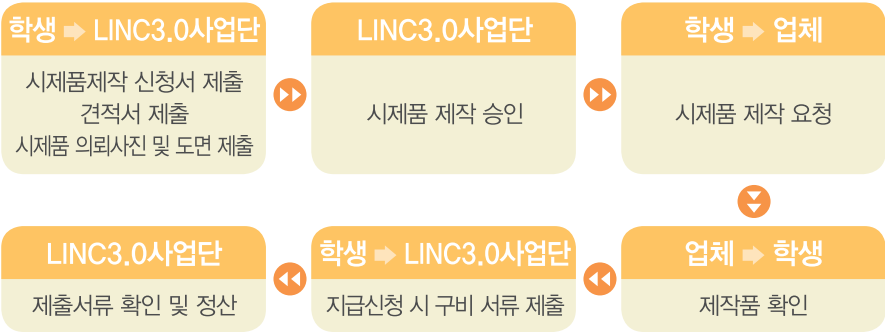 학생 ➡ LINC3.0사업단
시제품제작 신청서 제출
견적서 제출
시제품 의뢰사진 및 도면 제출
LINC3.0사업단
시제품 제작 승인
학생 ➡ 업체
시제품 제작 요청
업체 ➡ 학생
제작품 확인
학생 ➡ LINC3.0사업단
지급신청 시 구비 서류 제출
LINC3.0사업단
제출서류 확인 및 정산